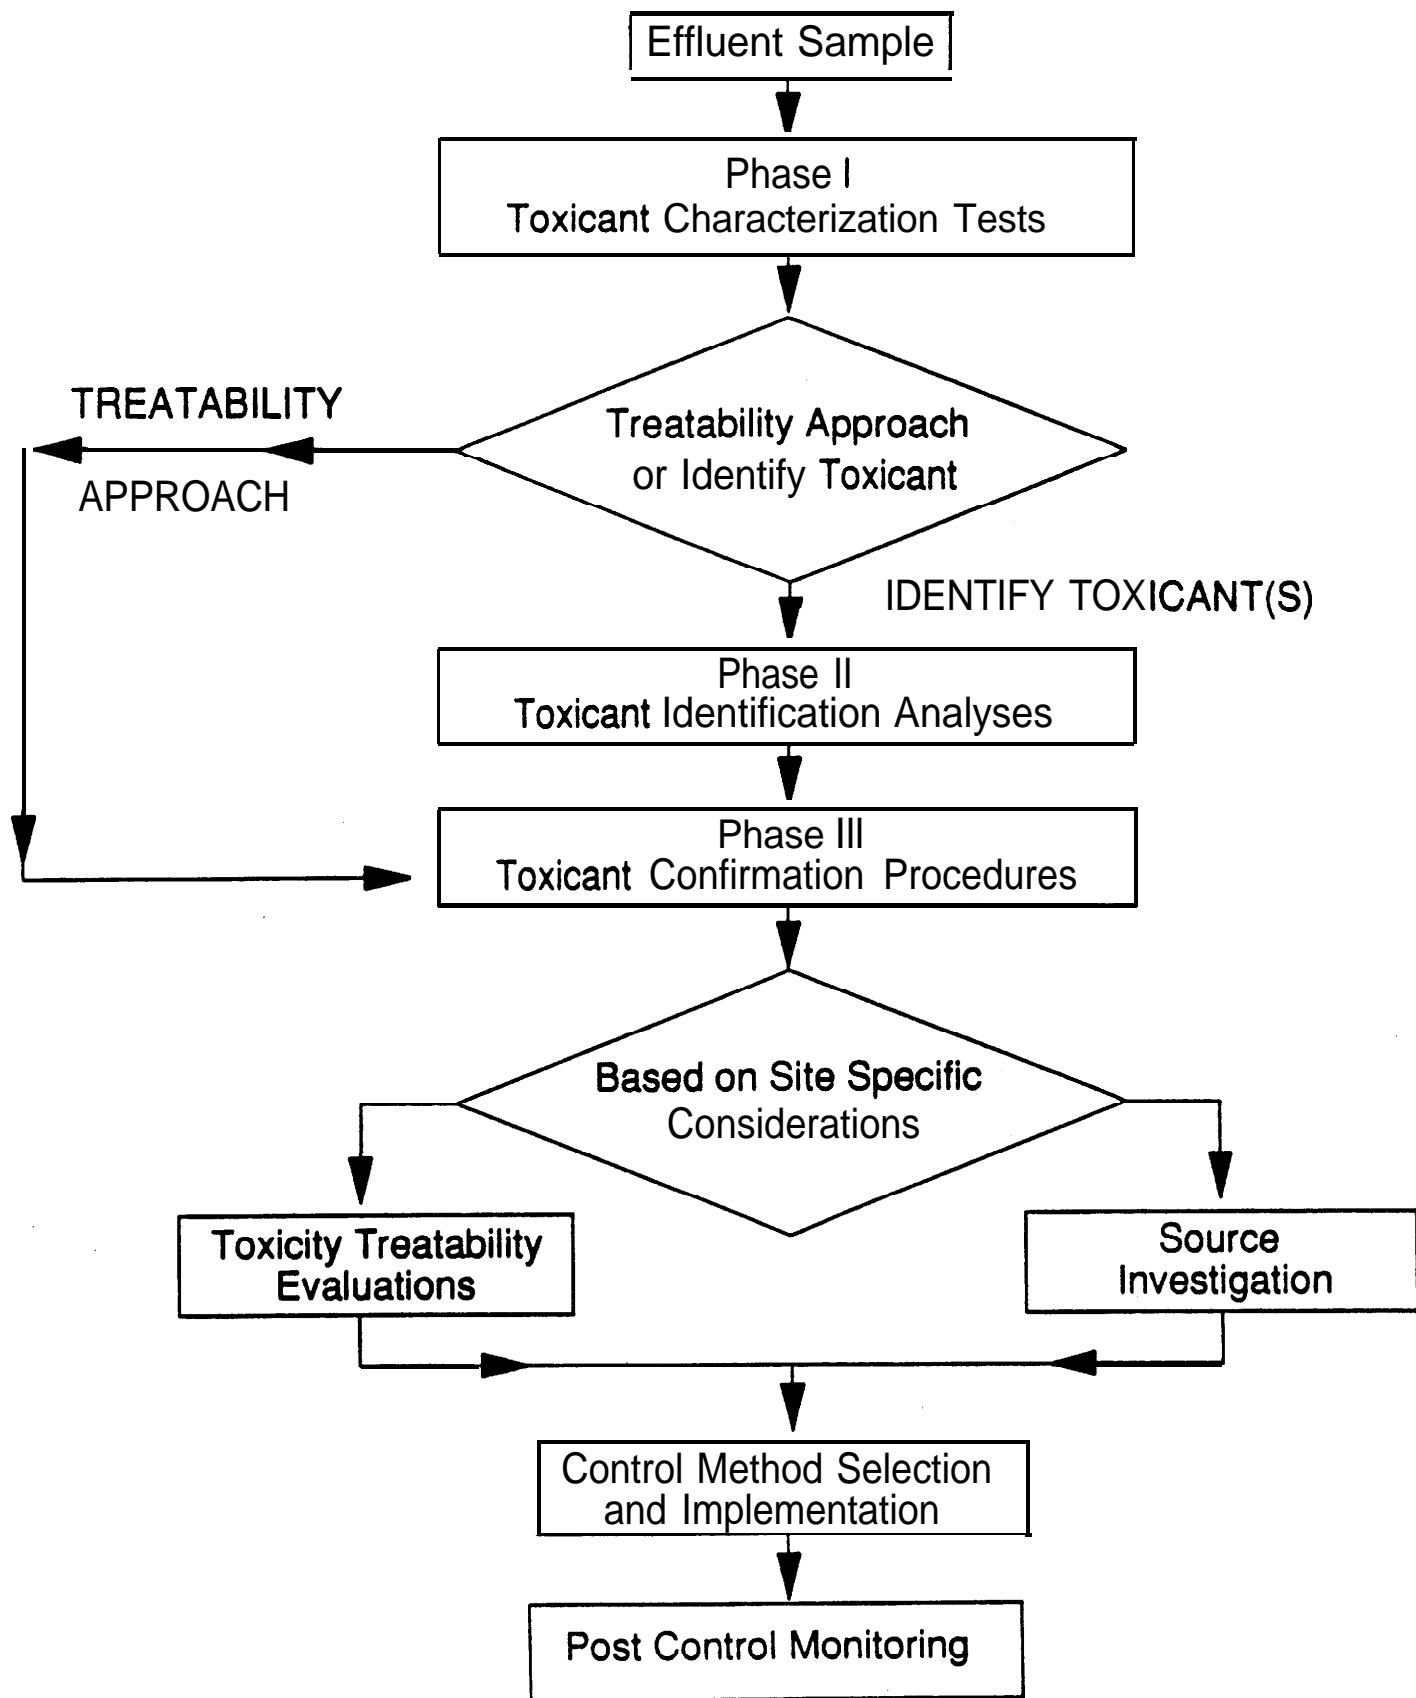 Effluent Sample
Phase I
Toxicant Characterization Tests
TREATABILITY
APPROACH
Treatability Approach
or Identify Toxicant
IDENTIFY TOXICANT(S)
Phase II
Toxicant Identification Analyses
Phase III
Toxicant Confirmation Procedures
Based on Site Specific
Considerations
Toxicity Treatability
Evaluations
Source
Investigation
Control Method Selection
and Implementation
Post Control Monitoring